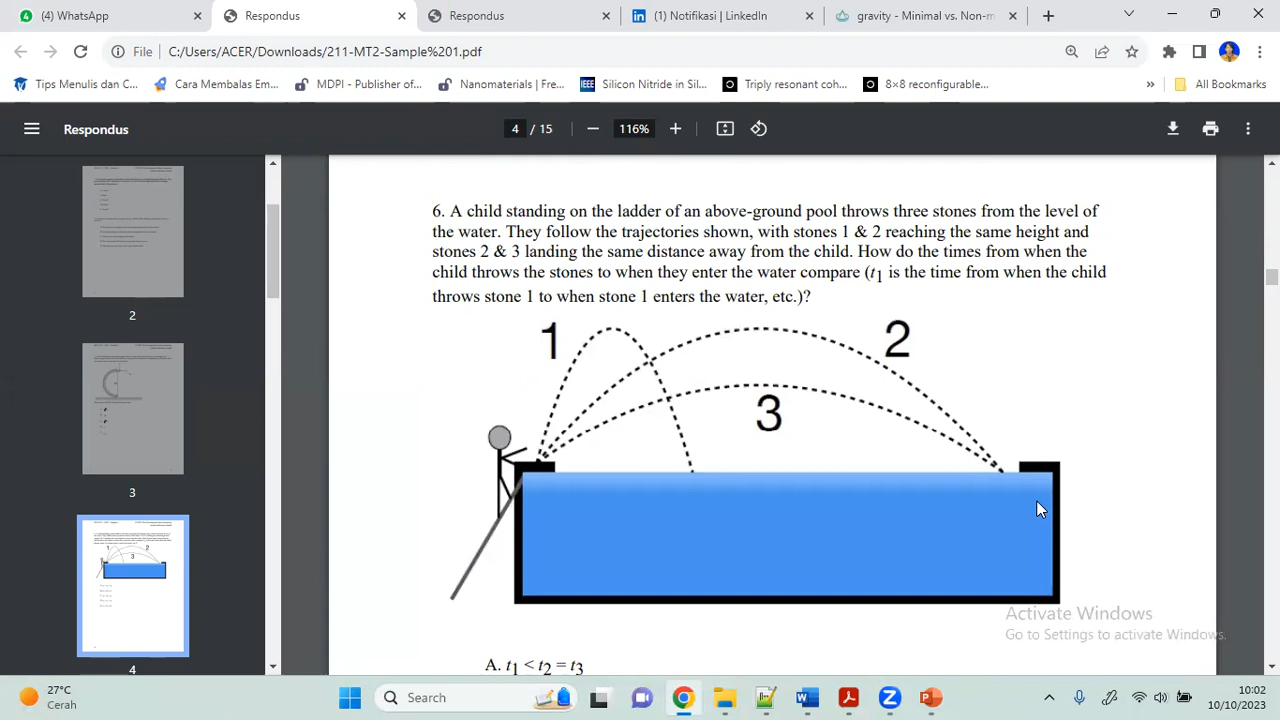 (4) WhatsApp
Respondus
Respondus
(1) Notifikasi | LinkedIn
gravity - Minimal vs. Non-m
File
C:/Users/ACER/Downloads/211-MT2-Sample%201.pdf
Tips Menulis dan C...
Cara Membalas Em...
MDPI - Publisher of...
Nanomaterials | Fre...
IEEE
Silicon Nitride in Sil...
Triply resonant coh...
8×8 reconfigurable...
»
All Bookmarks
Respondus
4 / 15
116%
2
3
4
6. A child standing on the ladder of an above-ground pool throws three stones from the level of
the water. They follow the trajectories shown, with stones 1 & 2 reaching the same height and
stones 2 & 3 landing the same distance away from the child. How do the times from when the
child throws the stones to when they enter the water compare (t1 is the time from when the child
throws stone 1 to when stone 1 enters the water, etc.)?
1
2
3
Activate Windows
Go to Settings to activate Windows.
A. t1 < t2 = t3
27°C
Cerah
Search
10:02
10/10/2023